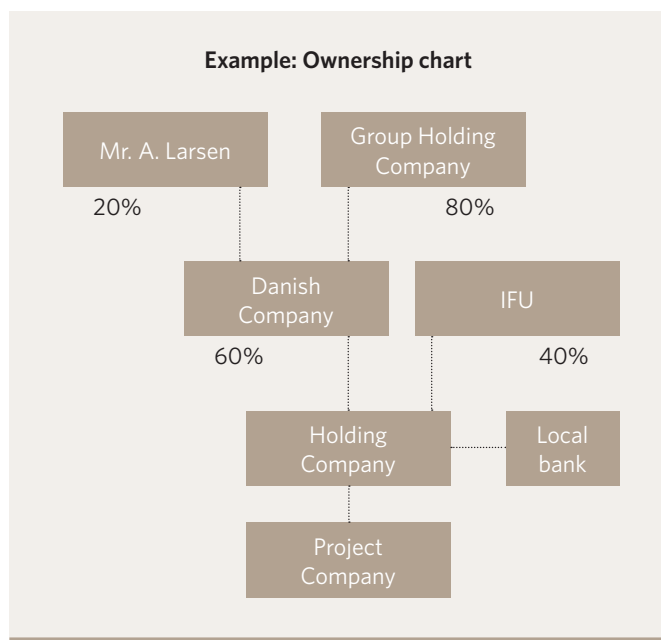 Example: Ownership chart
Mr. A. Larsen
Group Holding
Company
20%
80%
Danish
Company
IFU
60%
40%
Holding
Company
Local
bank
Project
Company